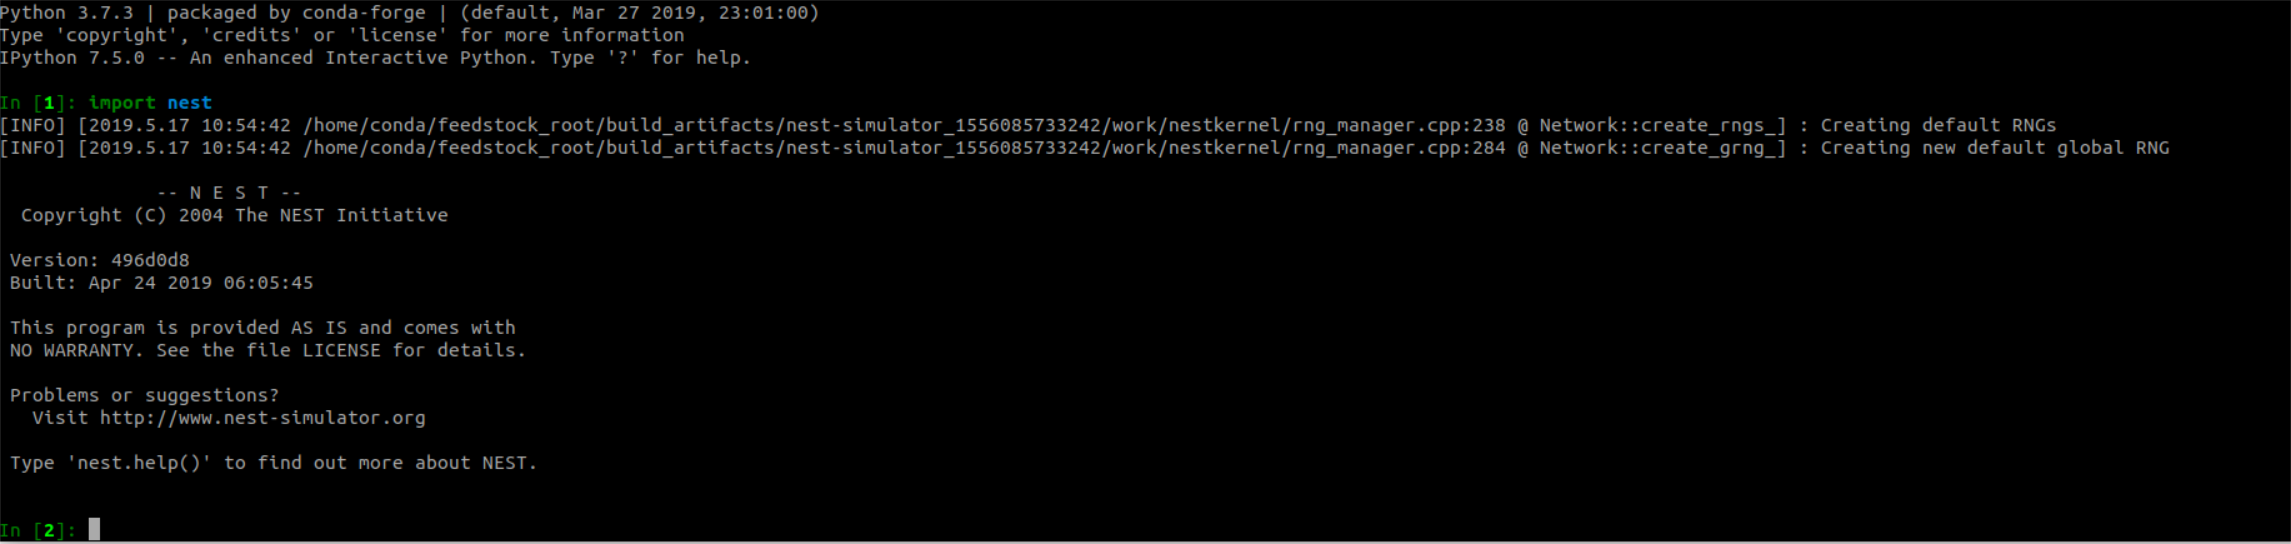 Python 3.7.3 | packaged by conda-forge | (default, Mar 27 2019, 23:01:00)
Type 'copyright', 'credits' or 'license' for more information
IPython 7.5.0 -- An enhanced Interactive Python. Type '?' for help.
In [1]: import nest
[INFO] [2019.5.17 10:54:42 /home/conda/feedstock_root/build_artifacts/nest-simulator_1556085733242/work/nestkernel/rng_manager.cpp:238 @ Network::create_rngs_] : Creating default RNGs
[INFO] [2019.5.17 10:54:42 /home/conda/feedstock_root/build_artifacts/nest-simulator_1556085733242/work/nestkernel/rng_manager.cpp:284 @ Network::create_grng_] : Creating new default global RNG
-- N E S T --
Copyright (C) 2004 The NEST Initiative
Version: 496d0d8
Built: Apr 24 2019 06:05:45
This program is provided AS IS and comes with
NO WARRANTY. See the file LICENSE for details.
Problems or suggestions?
Visit http://www.nest-simulator.org
Type 'nest.help()' to find out more about NEST.
In [2]: